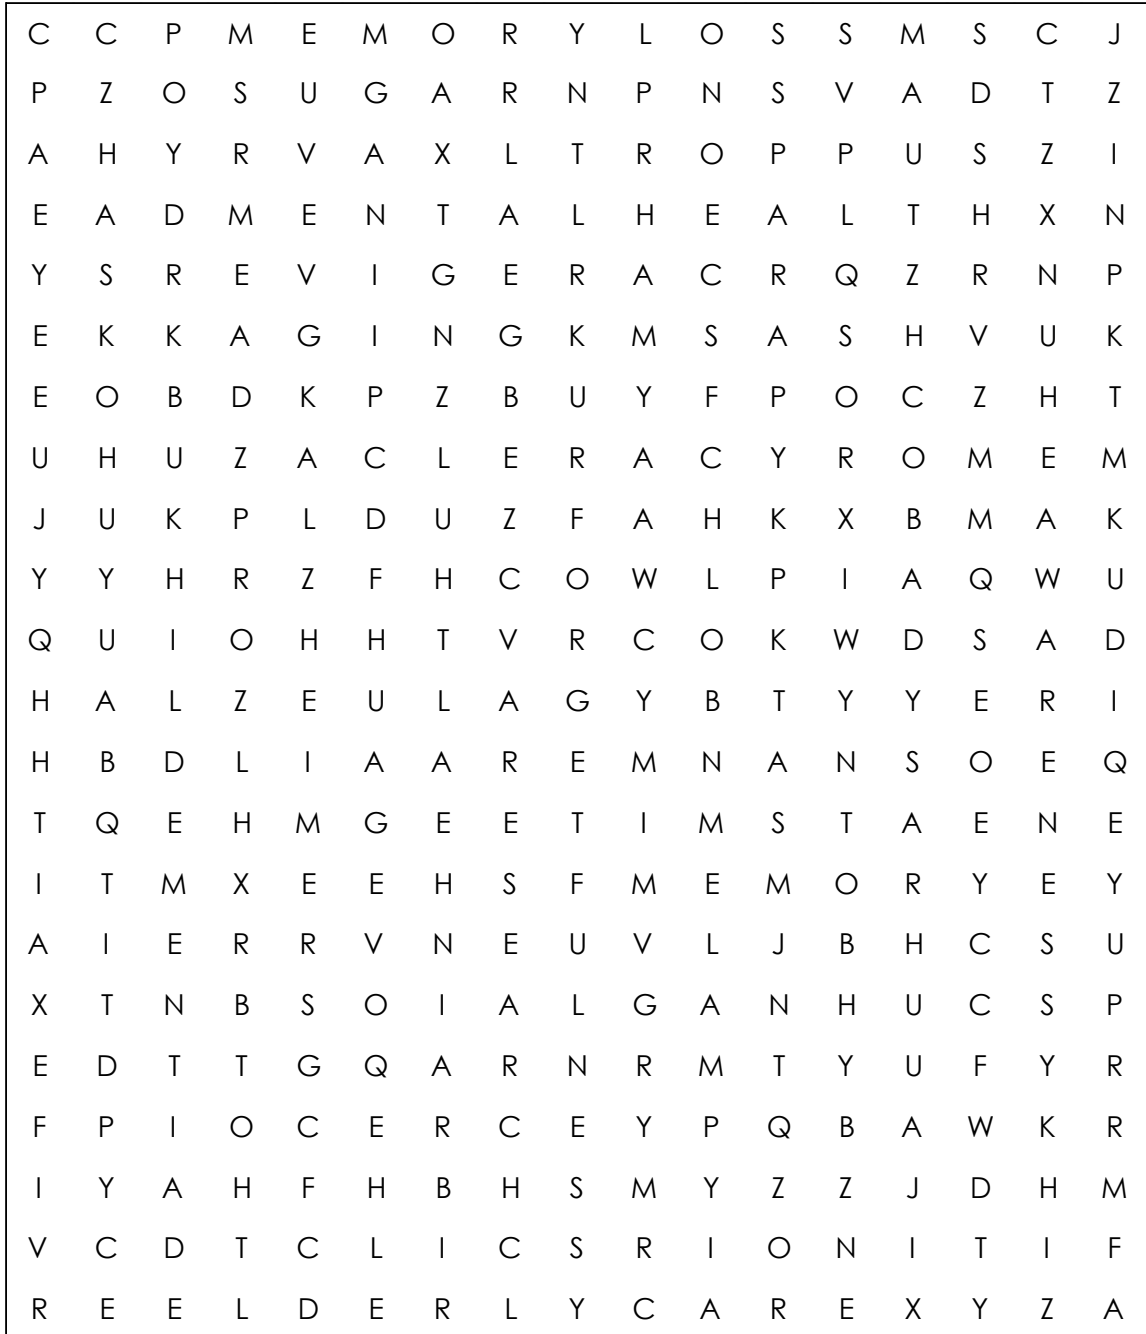 C C P M E M O R Y L O S S M S C J
P Z O S U G A R N P N S V A D T Z
A H Y R V A X L T R O P P U S Z I
E A D M E N T A L H E A L T H X N
Y S R E V I G E R A C R Q Z R N P
E K K A G I N G K M S A S H V U K
E O B D K P Z B U Y F P O C Z H T
U H U Z A C L E R A C Y R O M E M
J U K P L D U Z F A H K X B M A K
Y Y H R Z F H C O W L P I A Q W U
Q U I O H H T V R C O K W D S A D
H A L Z E U L A G Y B T Y Y E R I
H B D L I A A R E M N A N S O E Q
T Q E H M G E E T I M S T A E N E
I T M X E E H S F M E M O R Y E Y
A I E R R V N E U V L J B H C S U
X T N B S O I A L G A N H U C S P
E D T T G Q A R N R M T Y U F Y R
F P I O C E R C E Y P Q B A W K R
I Y A H F H B H S M Y Z Z J D H M
V C D T C L I C S R I O N I T I F
R E E L D E R L Y C A R E X Y Z A